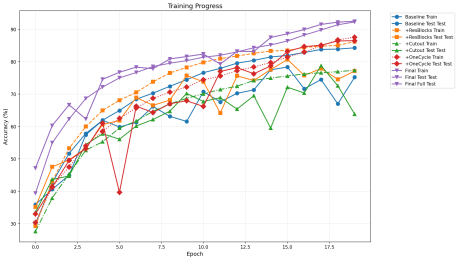 Training Progress
Accuracy (%)
90
80
70
60
50
40
30
0.0 2.5 5.0 7.5 10.0 12.5 15.0 17.5
Epoch
Baseline Train
Baseline Test Test
+ResBlocks Train
+ResBlocks Test Test
+Cutout Train
+Cutout Test Test
+OneCycle Train
+OneCycle Test Test
Final Train
Final Test Test
Final Full Test